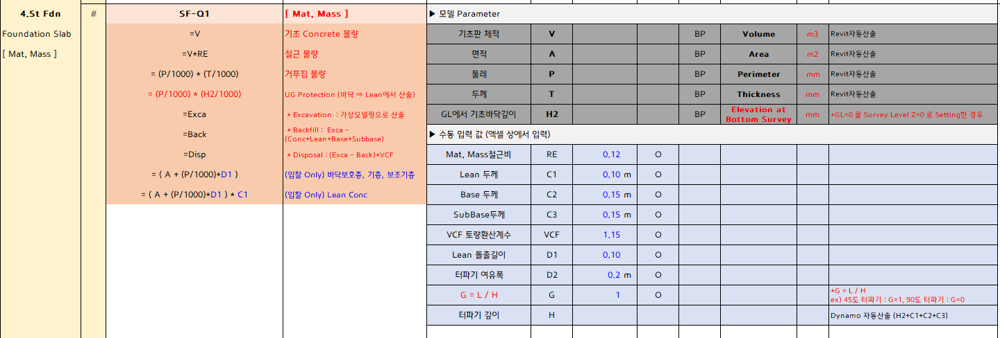 4.St Fdn # SF-Q1 [ Mat, Mass ] ▶ 모델 Parameter
Foundation Slab =V 기초 Concrete 물량 기초판 체적 V BP Volume m3 Revit자동산출
[ Mat, Mass ] =V*RE 철근 물량 면적 A BP Area m2 Revit자동산출
= (P/1000) * (T/1000) 거푸집 물량 둘레 P BP Perimeter mm Revit자동산출
= (P/1000) * (H2/1000) UG Protection (바닥 ⇒ Lean에서 산출) 두께 T BP Thickness mm Revit자동산출
=Exca * Excavation : 가상모델링으로 산출 GL에서 기초바닥깊이 H2 BP Elevation at Bottom Survey mm *GL=0 를 Survey Level Z=0 로 Setting한 경우
=Back * Backfill : Exca - (Conc+Lean+Base+Subbase) ▶ 수동 입력 값 (엑셀 상에서 입력)
=Disp * Disposal : (Exca - Back)*VCF Mat, Mass철근비 RE 0.12 O
= ( A + (P/1000)*D1 ) (입찰 Only) 바닥보호층, 기층, 보조기층 Lean 두께 C1 0.10 m O
= ( A + (P/1000)*D1 ) * C1 (입찰 Only) Lean Conc Base 두께 C2 0.15 m O
SubBase두께 C3 0.15 m O
VCF 토량환산계수 VCF 1.15 O
Lean 돌출길이 D1 0.10 O
터파기 여유폭 D2 0.2 m O
G = L / H G 1 O *G = L / H
ex) 45도 터파기 : G=1, 90도 터파기 : G=0
터파기 깊이 H Dynamo 자동산출 (H2+C1+C2+C3)